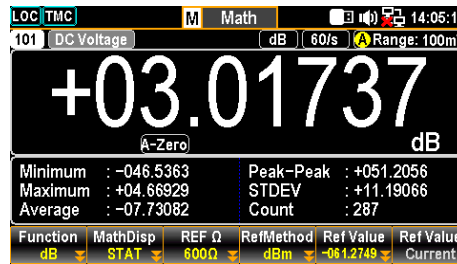 LOC TMC M Math 14:05:1
101 DC Voltage dB 60/s A Range: 100m
+03.01737
A-Zero dB
Minimum : -046.5363 Peak-Peak : +051.2056
Maximum : +04.66929 STDEV : +11.19066
Average : -07.73082 Count : 287
Function MathDisp REF Ω RefMethod Ref Value Ref Value
dB STAT 600Ω dBm -061.2749 Current